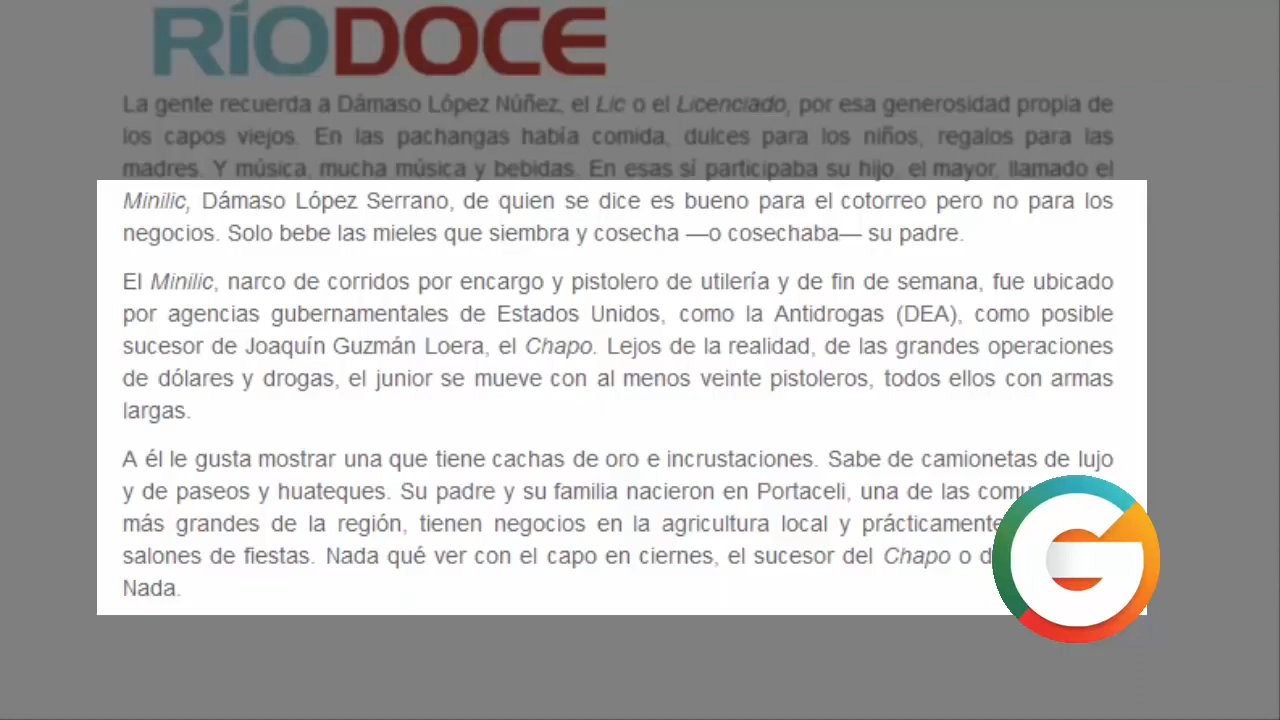 RÍODOCE
La gente recuerda a Dámaso López Núñez, el Lic o el Licenciado, por esa generosidad propia de
los capos viejos. En las pachangas había comida, dulces para los niños, regalos para las
madres. Y música, mucha música y bebidas. En esas sí participaba su hijo, el mayor, llamado el
Minilic, Dámaso López Serrano, de quien se dice es bueno para el cotorreo pero no para los
negocios. Solo bebe las mieles que siembra y cosecha —o cosechaba— su padre.
El Minilic, narco de corridos por encargo y pistolero de utilería y de fin de semana, fue ubicado
por agencias gubernamentales de Estados Unidos, como la Antidrogas (DEA), como posible
sucesor de Joaquín Guzmán Loera, el Chapo. Lejos de la realidad, de las grandes operaciones
de dólares y drogas, el junior se mueve con al menos veinte pistoleros, todos ellos con armas
largas.
A él le gusta mostrar una que tiene cachas de oro e incrustaciones. Sabe de camionetas de lujo
y de paseos y huateques. Su padre y su familia nacieron en Portaceli, una de las
más grandes de la región, tienen negocios en la agricultura local y prácticamente
salones de fiestas. Nada qué ver con el capo en ciernes, el sucesor del Chapo o
Nada.
G